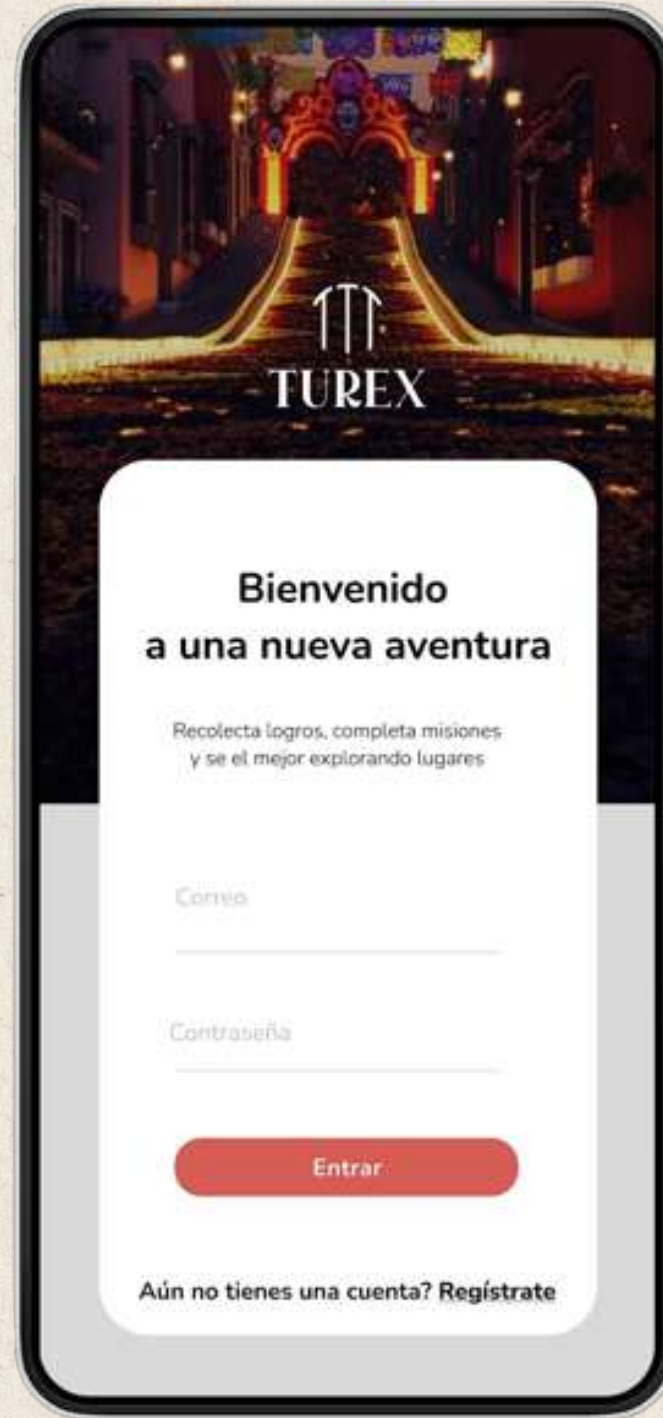 TUREX
Bienvenido
a una nueva aventura
Recolecta logros, completa misiones
y se el mejor explorando lugares
Correo
Contraseña
Entrar
Aún no tienes una cuenta? Regístrate